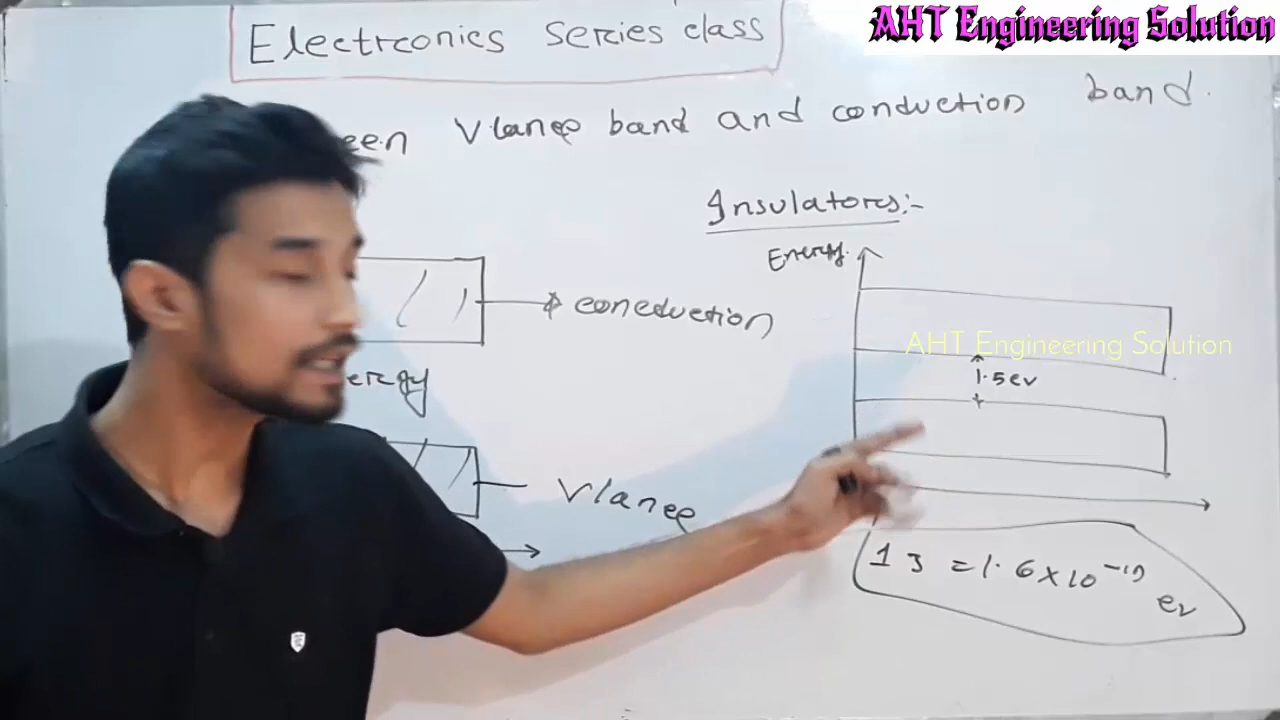 AHT Engineering Solution
Electronics series class
een Vlance band and conduction band.
Insulators:-
Energy.
conduction
AHT Engineering Solution
1.5ev
ergy
Vlance
1 J = 1.6 x 10⁻¹⁹
ev